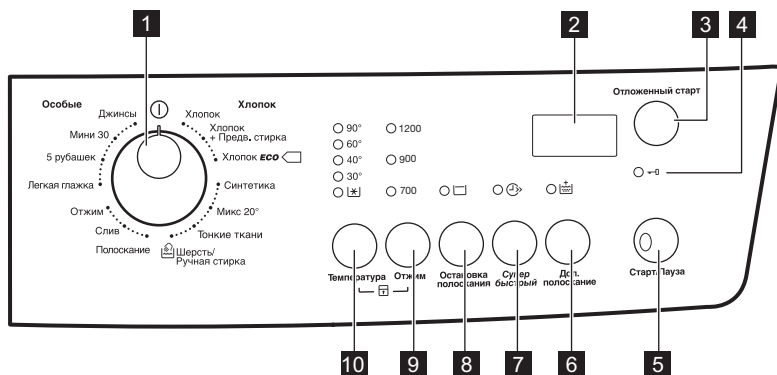 1
2
3
4
Особые
Хлопок
Отложенный старт
Джинсы
Мини 30
5 рубашек
Легкая глажка
Отжим
Слив
Полоскание
Хлопок
Хлопок
+ Предв. стирка
Хлопок ECO
Синтетика
Микс 20°
Тонкие ткани
Шерсть/
Ручная стирка
90°
60°
40°
30°
1200
900
700
Температура
Отжим
Остановка
полоскания
Супер
быстрый
Доп.
полоскание
Старт/Пауза
10
9
8
7
6
5